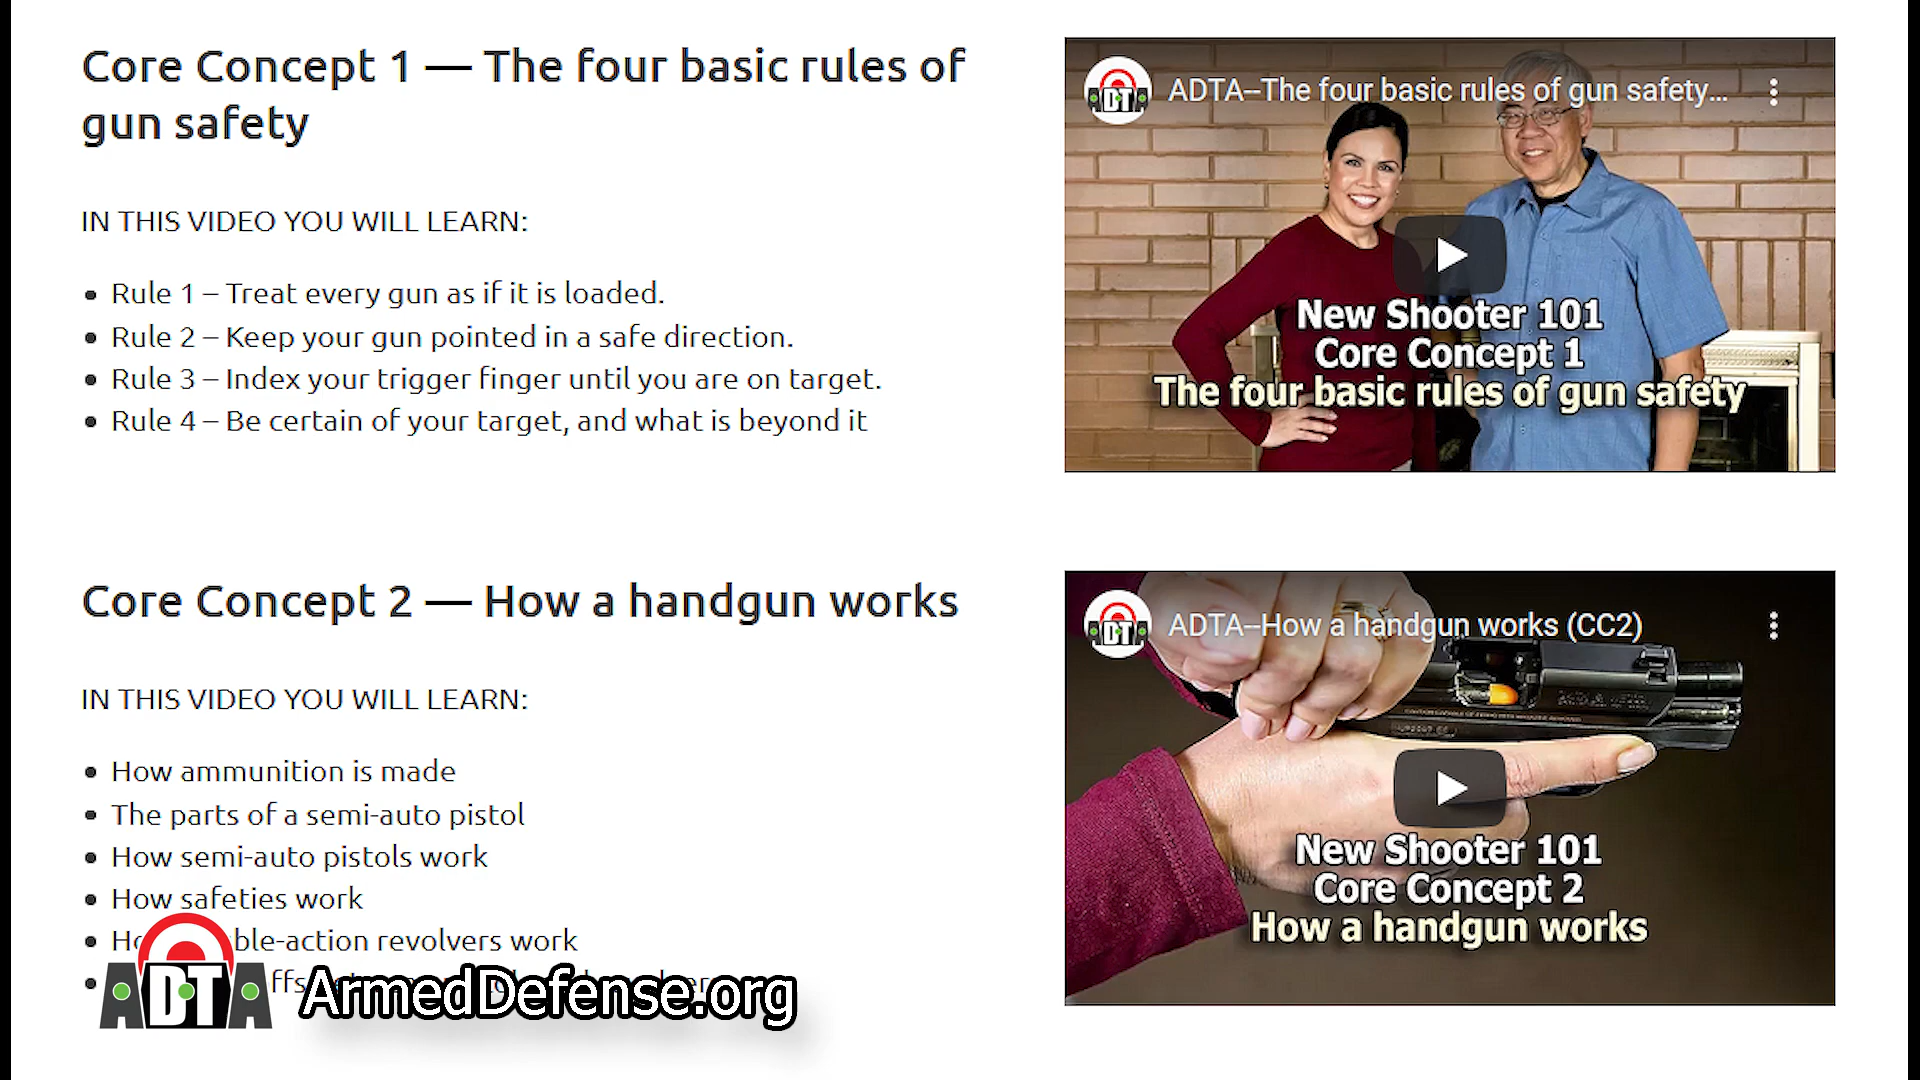 Core Concept 1 — The four basic rules of
gun safety
IN THIS VIDEO YOU WILL LEARN:
Rule 1 – Treat every gun as if it is loaded.
Rule 2 – Keep your gun pointed in a safe direction.
Rule 3 – Index your trigger finger until you are on target.
Rule 4 – Be certain of your target, and what is beyond it
ADTA
ADTA--The four basic rules of gun safety...
New Shooter 101
Core Concept 1
The four basic rules of gun safety
Core Concept 2 — How a handgun works
IN THIS VIDEO YOU WILL LEARN:
How ammunition is made
The parts of a semi-auto pistol
How semi-auto pistols work
How safeties work
revolvers work
ADTA
ADTA--How a handgun works (CC2)
New Shooter 101
Core Concept 2
How a handgun works
ADTA
ArmedDefense.org